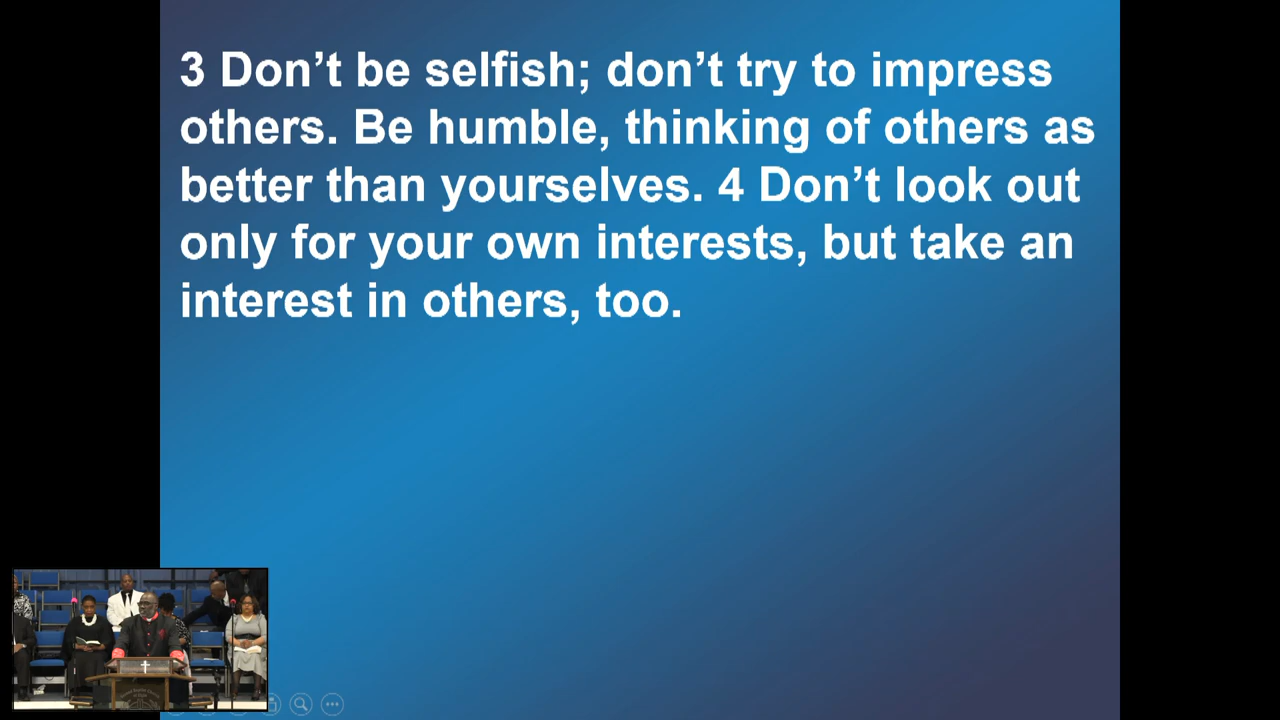 3 Don’t be selfish; don’t try to impress
others. Be humble, thinking of others as
better than yourselves. 4 Don’t look out
only for your own interests, but take an
interest in others, too.